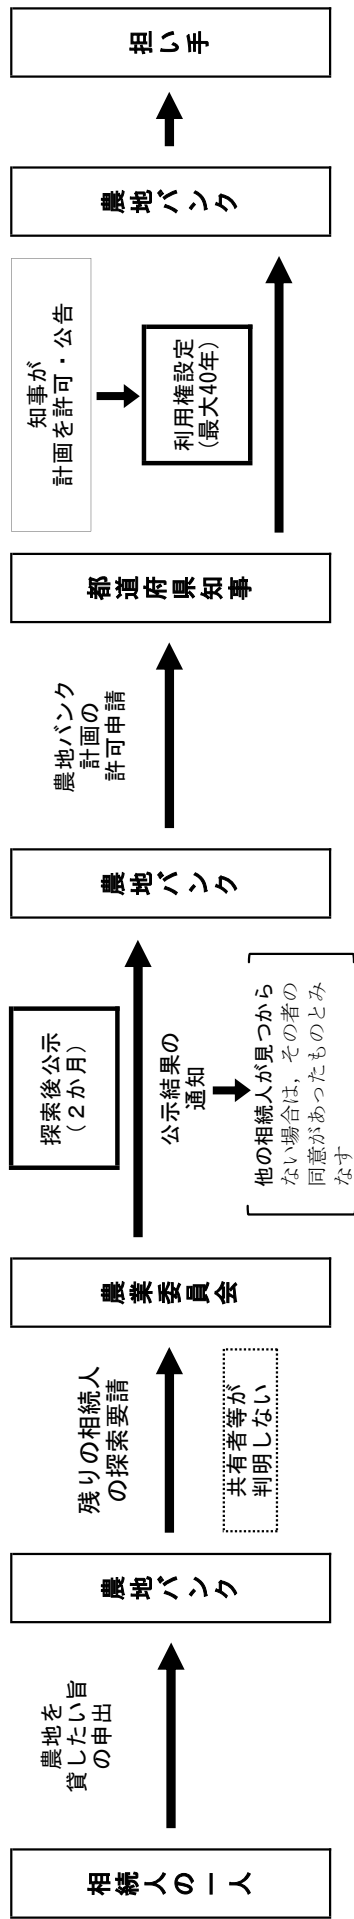 相続人の一人
農地を
貸したい旨
の申出
農地バンク
残りの相続人
の探索要請
共有者等が
判明しない
農業委員会
探索後公示
（２か月）
公示結果の
通知
他の相続人が見つから
ない場合は，その者の
同意があったものとみ
なす
農地バンク
農地バンク
計画の
許可申請
都道府県知事
知事が
計画を許可・公告
利用権設定
（最大40年）
農地バンク
担い手